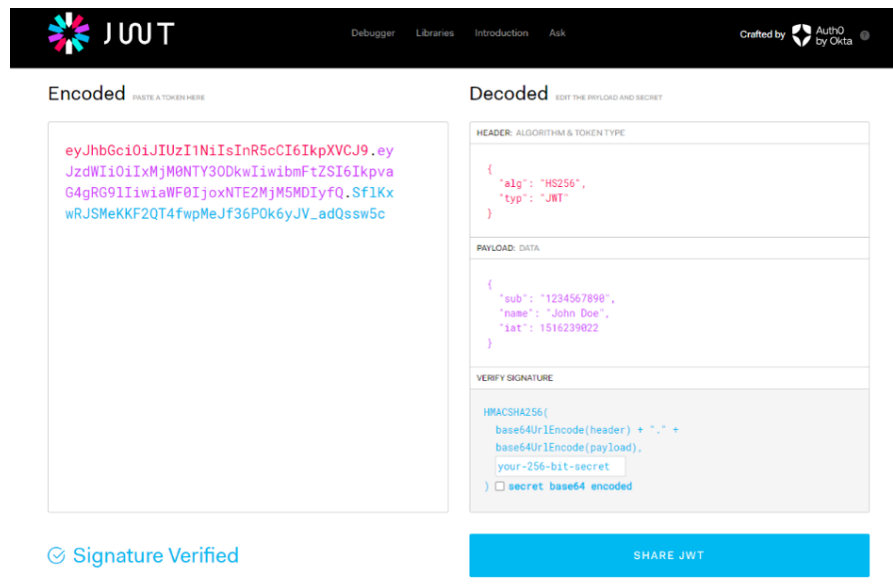 JWT
Debugger Libraries Introduction Ask
Crafted by Auth0 by Okta
Encoded PASTE A TOKEN HERE
eyJhbGciOiJIUzI1NiIsInR5cCI6IkpXVCJ9.ey
JzdWIiOiIxMjM0NTY3ODkwIiwibmFtZSI6Ikpva
G4gRG9lIiwiaWF0IjoxNTE2MjM5MDIyfQ.SflKx
wRJSMeKKF2QT4fwpMeJf36POk6yJV_adQssw5c
Decoded EDIT THE PAYLOAD AND SECRET
HEADER: ALGORITHM & TOKEN TYPE
{
"alg": "HS256",
"typ": "JWT"
}
PAYLOAD: DATA
{
"sub": "1234567890",
"name": "John Doe",
"iat": 1516239022
}
VERIFY SIGNATURE
HMACSHA256(
base64UrlEncode(header) + "." +
base64UrlEncode(payload),
your-256-bit-secret
) secret base64 encoded
Signature Verified
SHARE JWT